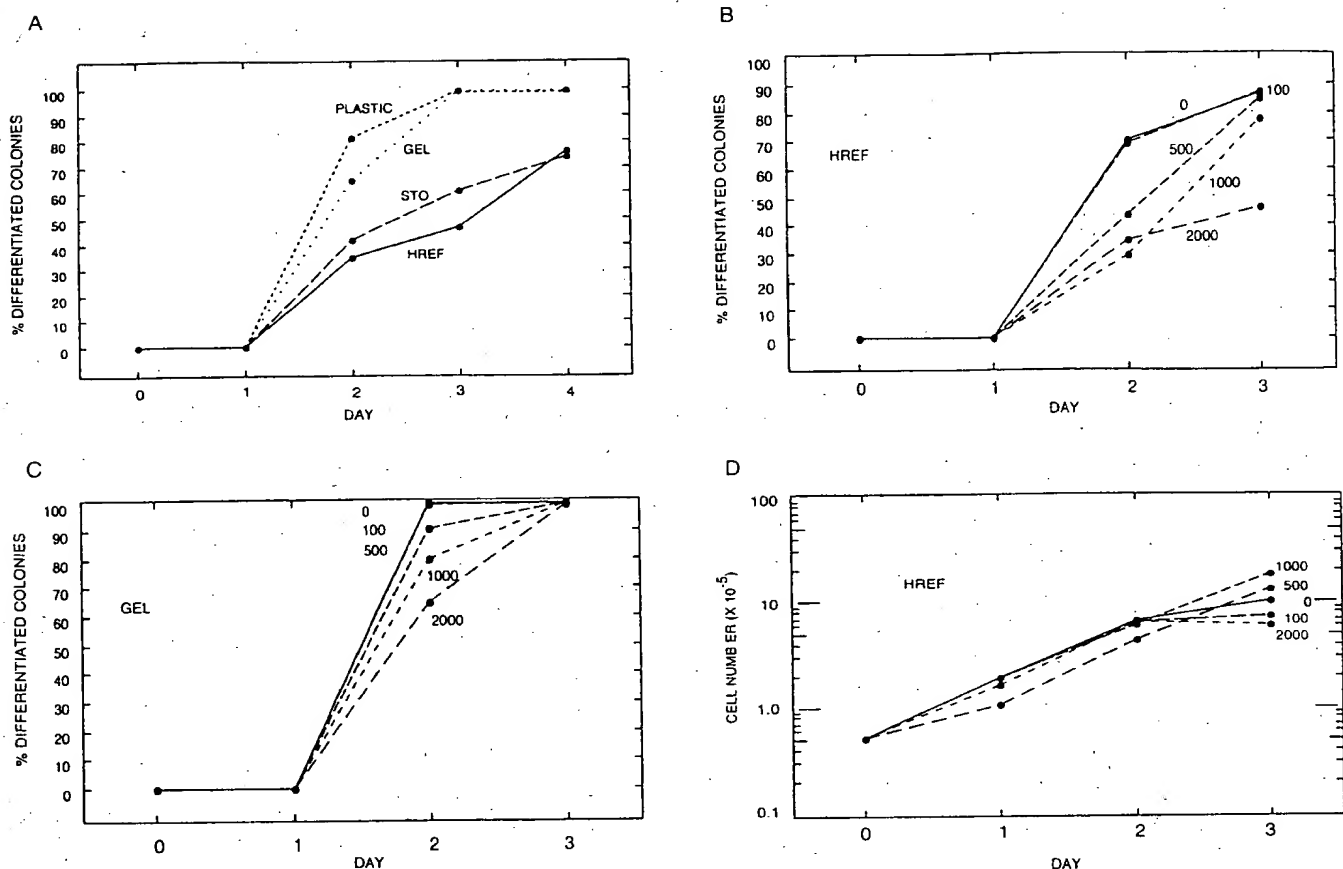 A
% DIFFERENTIATED COLONIES
100
90
80
70
60
50
40
30
20
10
0
PLASTIC
GEL
STO
HREF
0 1 2 3 4
DAY
B
% DIFFERENTIATED COLONIES
100
90
80
70
60
50
40
30
20
10
0
HREF
0
100
500
1000
2000
0 1 2 3
DAY
C
% DIFFERENTIATED COLONIES
100
90
80
70
60
50
40
30
20
10
0
GEL
0
100
500
1000
2000
0 1 2 3
DAY
D
CELL NUMBER (X 10-5)
100
10
1.0
0.1
HREF
1000
500
0
100
2000
0 1 2 3
DAY